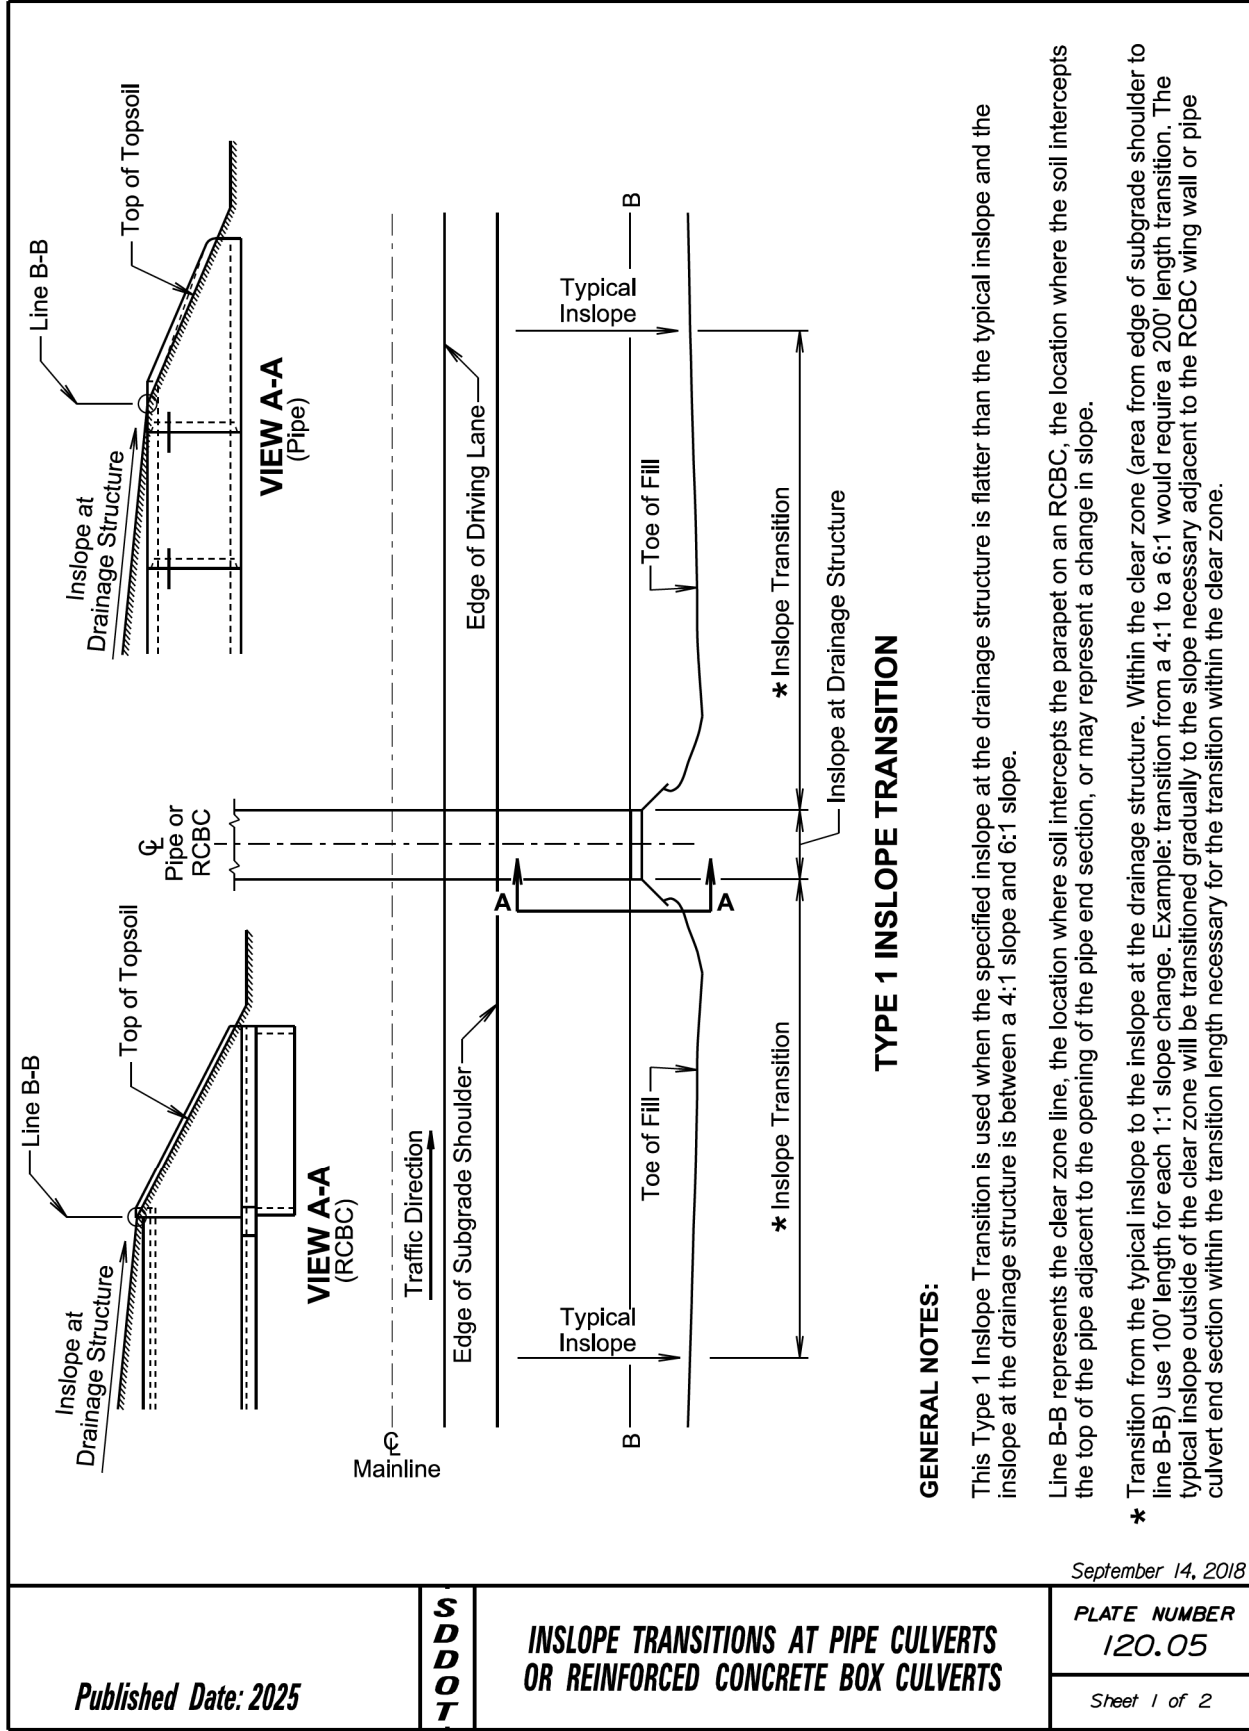 Inslope at
Drainage Structure
Line B-B
Top of Topsoil
VIEW A-A
(RCBC)
℄
Pipe or
RCBC
Inslope at
Drainage Structure
Line B-B
Top of Topsoil
VIEW A-A
(Pipe)
℄
Mainline
Traffic Direction
Edge of Subgrade Shoulder
Edge of Driving Lane
A
A
B
B
Typical
Inslope
Typical
Inslope
Toe of Fill
Toe of Fill
* Inslope Transition
* Inslope Transition
Inslope at Drainage Structure
TYPE 1 INSLOPE TRANSITION
GENERAL NOTES:
This Type 1 Inslope Transition is used when the specified inslope at the drainage structure is flatter than the typical inslope and the
inslope at the drainage structure is between a 4:1 slope and 6:1 slope.
Line B-B represents the clear zone line, the location where soil intercepts the parapet on an RCBC, the location where the soil intercepts
the top of the pipe adjacent to the opening of the pipe end section, or may represent a change in slope.
* Transition from the typical inslope to the inslope at the drainage structure. Within the clear zone (area from edge of subgrade shoulder to
line B-B) use 100' length for each 1:1 slope change. Example: transition from a 4:1 to a 6:1 would require a 200' length transition. The
typical inslope outside of the clear zone will be transitioned gradually to the slope necessary adjacent to the RCBC wing wall or pipe
culvert end section within the transition length necessary for the transition within the clear zone.
September 14, 2018
Published Date: 2025
SDDOT
INSLOPE TRANSITIONS AT PIPE CULVERTS
OR REINFORCED CONCRETE BOX CULVERTS
PLATE NUMBER
120.05
Sheet 1 of 2